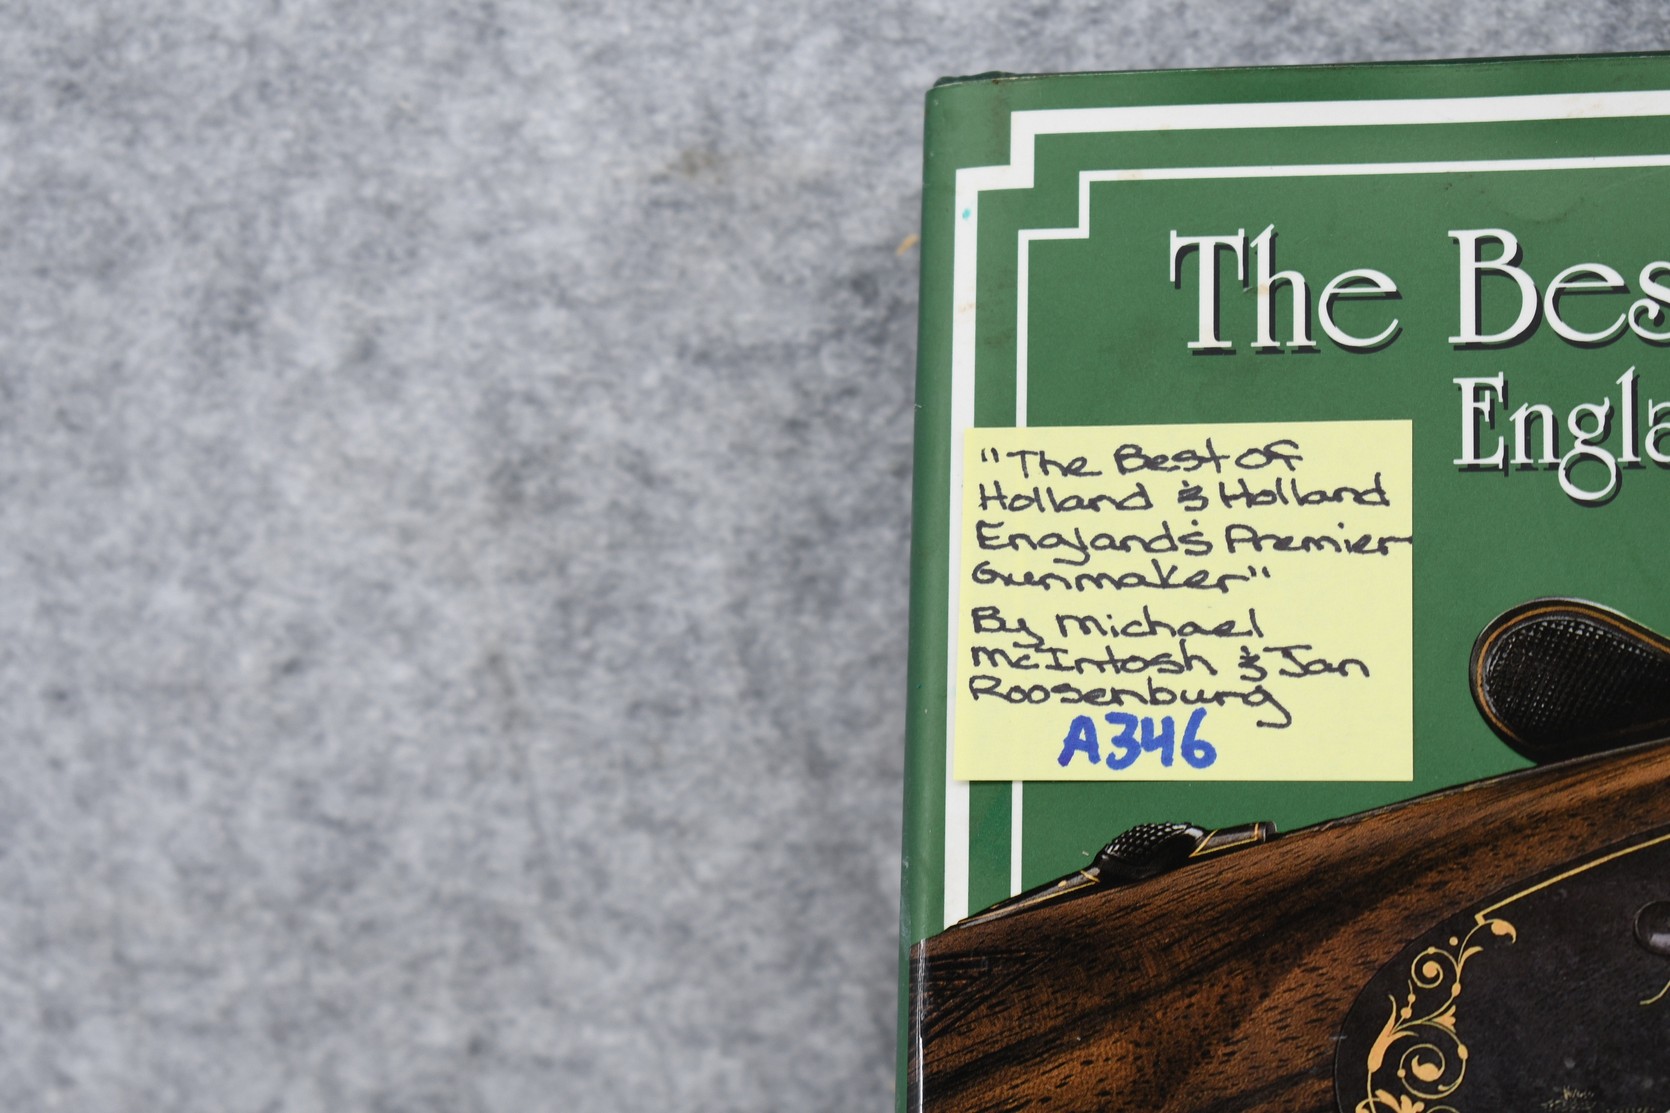 The Bes
Engla
"The Best of
Holland & Holland
England's Premier
Gunmaker"
By Michael
McIntosh & Jan
Roosenburg
A346